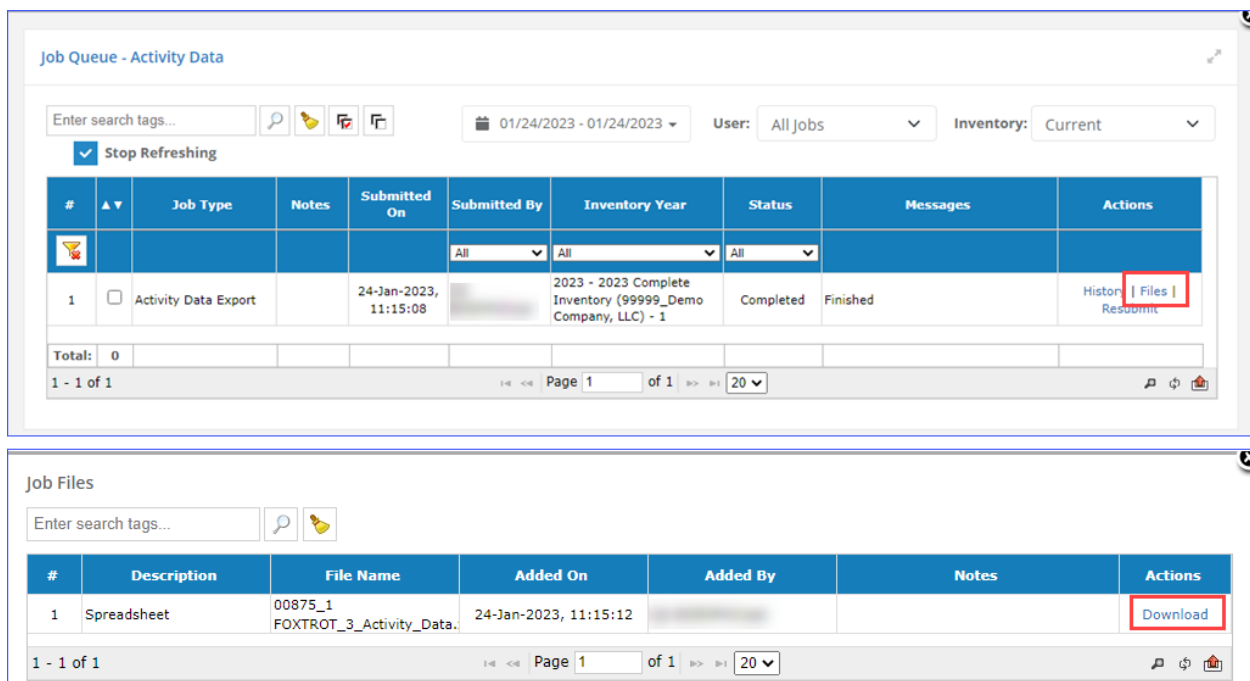 Job Queue - Activity Data
Enter search tags...
01/24/2023 - 01/24/2023
User: All Jobs
Inventory: Current
Stop Refreshing
# ▲▼ Job Type Notes Submitted On Submitted By Inventory Year Status Messages Actions
All All All
1 Activity Data Export 24-Jan-2023, 11:15:08 2023 - 2023 Complete Inventory (99999_Demo Company, LLC) - 1 Completed Finished History | Files | Resubmit
Total: 0
1 - 1 of 1 Page 1 of 1 20
Job Files
Enter search tags...
# Description File Name Added On Added By Notes Actions
1 Spreadsheet 00875_1 FOXTROT_3_Activity_Data. 24-Jan-2023, 11:15:12 Download
1 - 1 of 1 Page 1 of 1 20